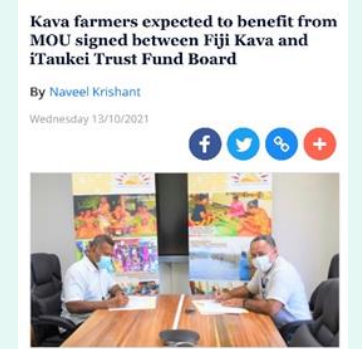 Kava farmers expected to benefit from
MOU signed between Fiji Kava and
iTaukei Trust Fund Board
By Naveel Krishant
Wednesday 13/10/2021